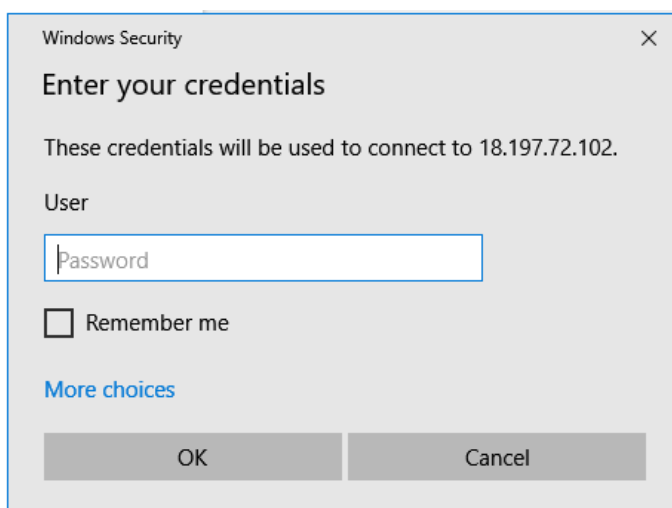 Windows Security
Enter your credentials
These credentials will be used to connect to 18.197.72.102.
User
Password
Remember me
More choices
OK Cancel